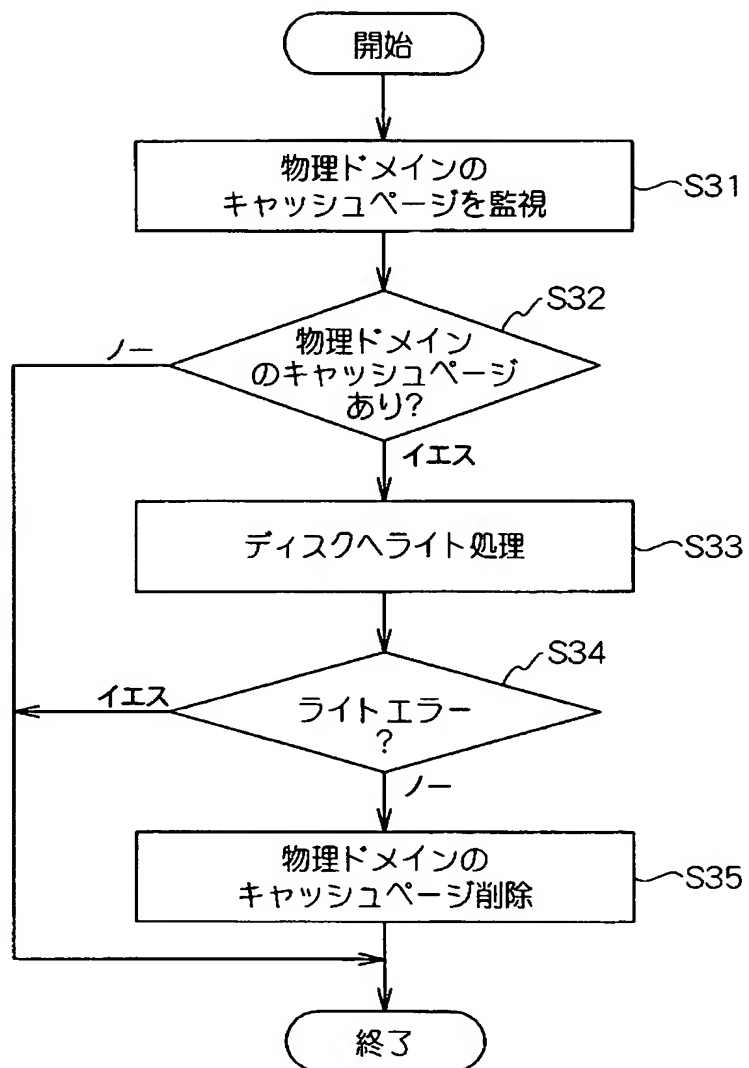 開始
物理ドメインの
キャッシュページを監視
S31
S32
物理ドメイン
のキャッシュページ
あり?
ノー
イエス
ディスクへライト処理
S33
S34
ライトエラー
?
イエス
ノー
物理ドメインの
キャッシュページ削除
S35
終了